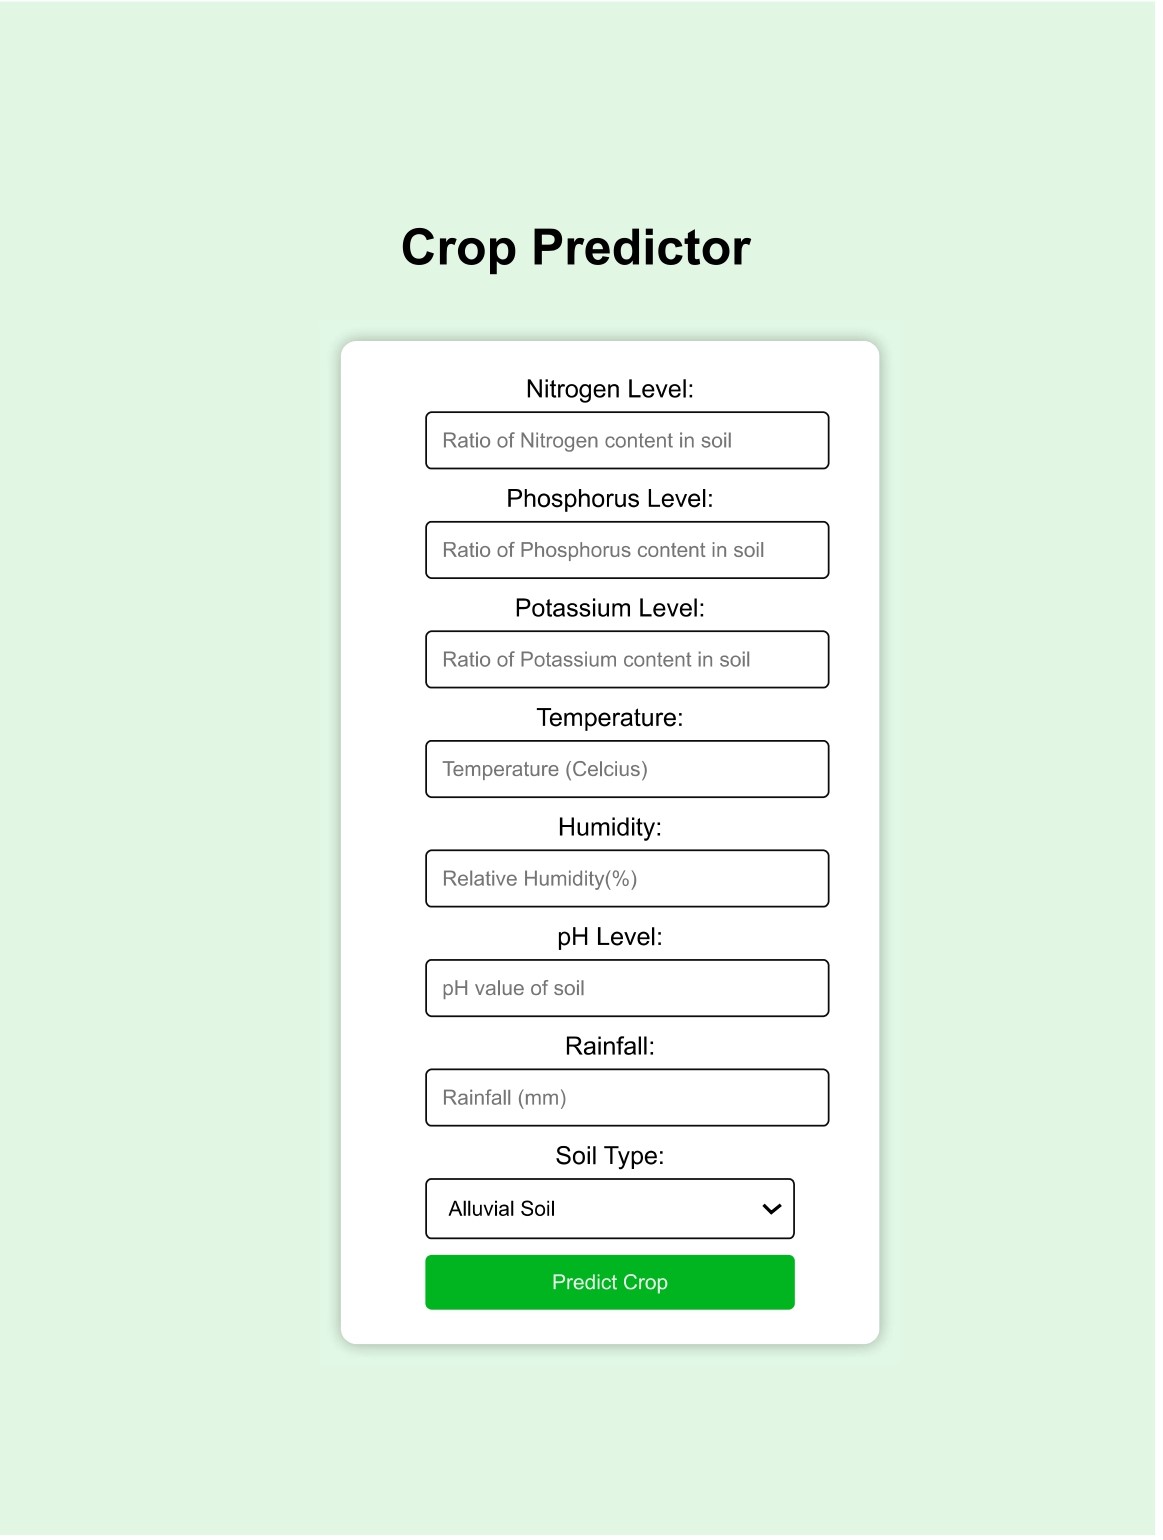 Crop Predictor
Nitrogen Level:
Ratio of Nitrogen content in soil
Phosphorus Level:
Ratio of Phosphorus content in soil
Potassium Level:
Ratio of Potassium content in soil
Temperature:
Temperature (Celcius)
Humidity:
Relative Humidity(%)
pH Level:
pH value of soil
Rainfall:
Rainfall (mm)
Soil Type:
Alluvial Soil
Predict Crop